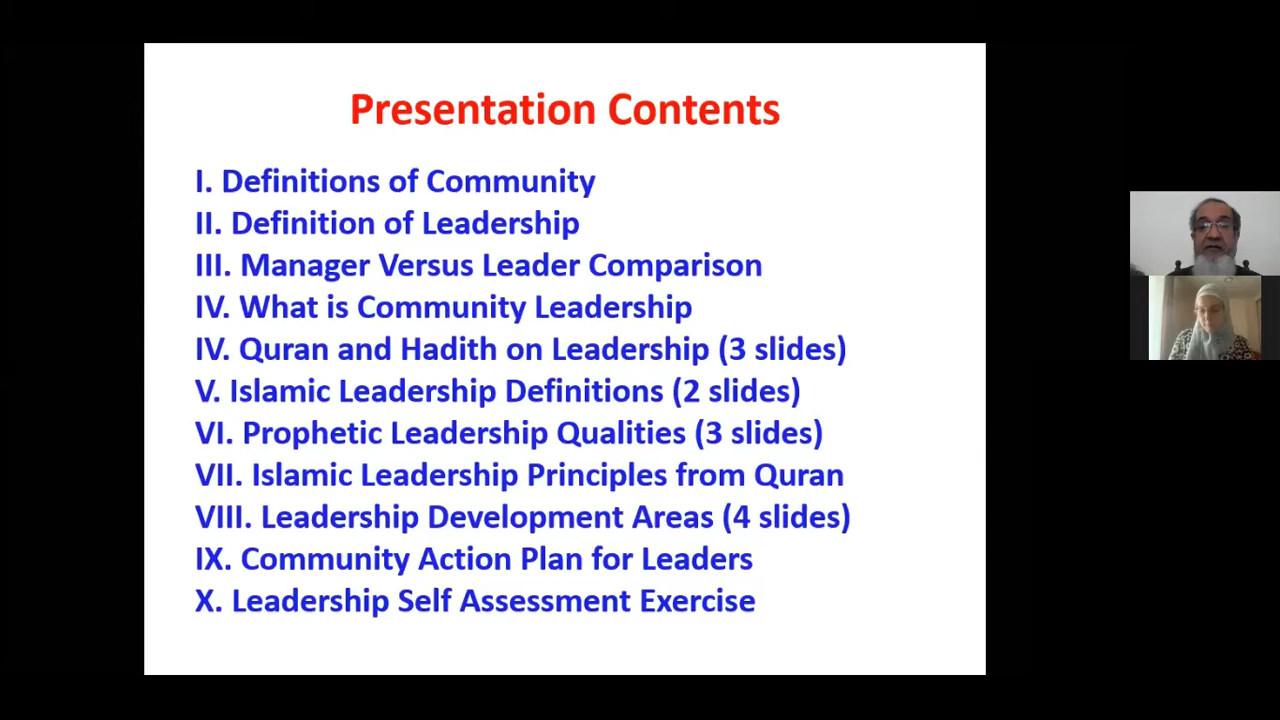 Presentation Contents
I. Definitions of Community
II. Definition of Leadership
III. Manager Versus Leader Comparison
IV. What is Community Leadership
IV. Quran and Hadith on Leadership (3 slides)
V. Islamic Leadership Definitions (2 slides)
VI. Prophetic Leadership Qualities (3 slides)
VII. Islamic Leadership Principles from Quran
VIII. Leadership Development Areas (4 slides)
IX. Community Action Plan for Leaders
X. Leadership Self Assessment Exercise